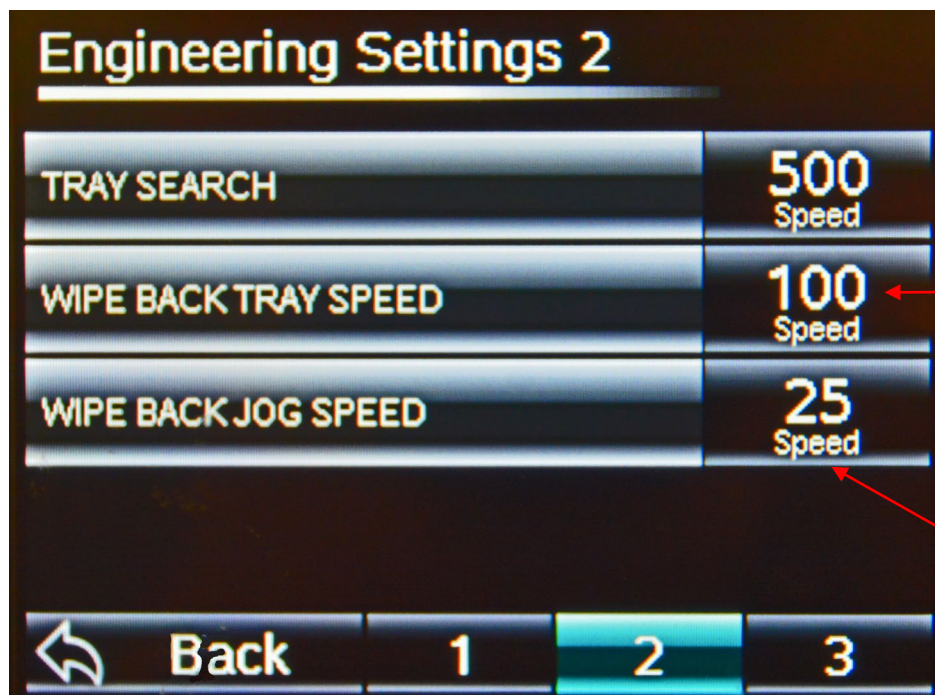 Engineering Settings 2
TRAY SEARCH
500
Speed
WIPE BACK TRAY SPEED
100
Speed
WIPE BACK JOG SPEED
25
Speed
Back 1 2 3